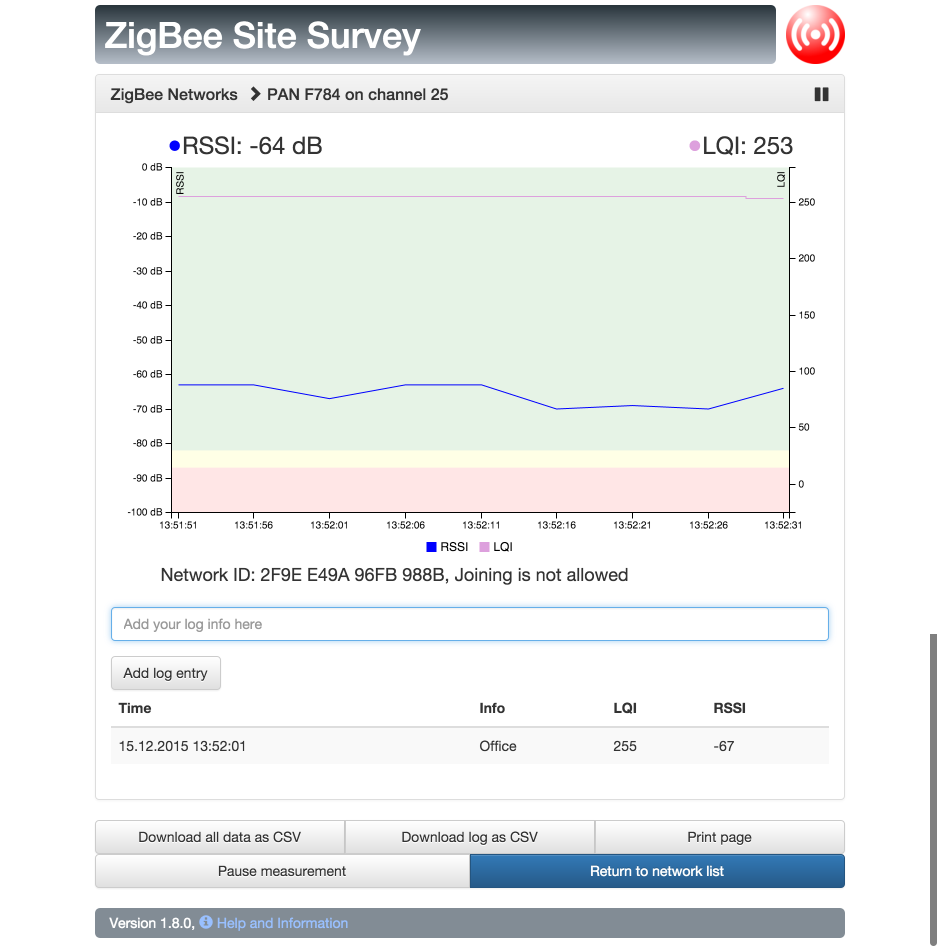 ZigBee Site Survey
ZigBee Networks PAN F784 on channel 25
RSSI: -64 dB LQI: 253
RSSI LQI
0 dB
-10 dB 250
-20 dB
200
-30 dB
-40 dB
150
-50 dB
-60 dB 100
-70 dB
50
-80 dB
-90 dB 0
-100 dB
13:51:51 13:51:56 13:52:01 13:52:06 13:52:11 13:52:16 13:52:21 13:52:26 13:52:31
RSSI LQI
Network ID: 2F9E E49A 96FB 988B, Joining is not allowed
Add your log info here
Add log entry
Time Info LQI RSSI
15.12.2015 13:52:01 Office 255 -67
Download all data as CSV Download log as CSV Print page
Pause measurement Return to network list
Version 1.8.0, Help and Information